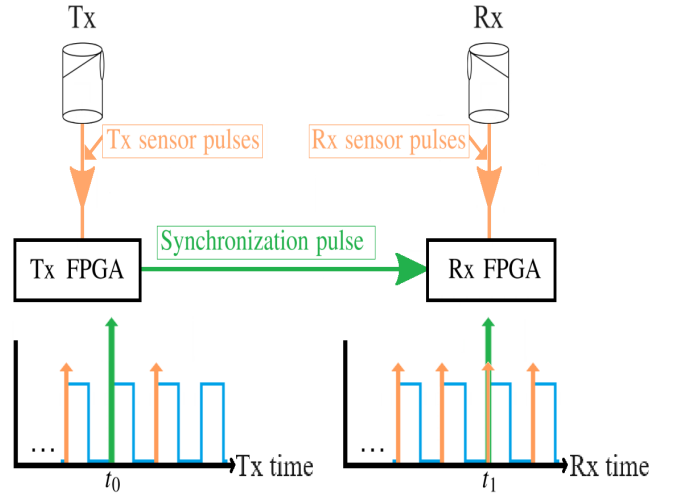 Tx
Rx
Tx sensor pulses
Rx sensor pulses
Synchronization pulse
Tx FPGA
Rx FPGA
...
...
t0
Tx time
t1
Rx time